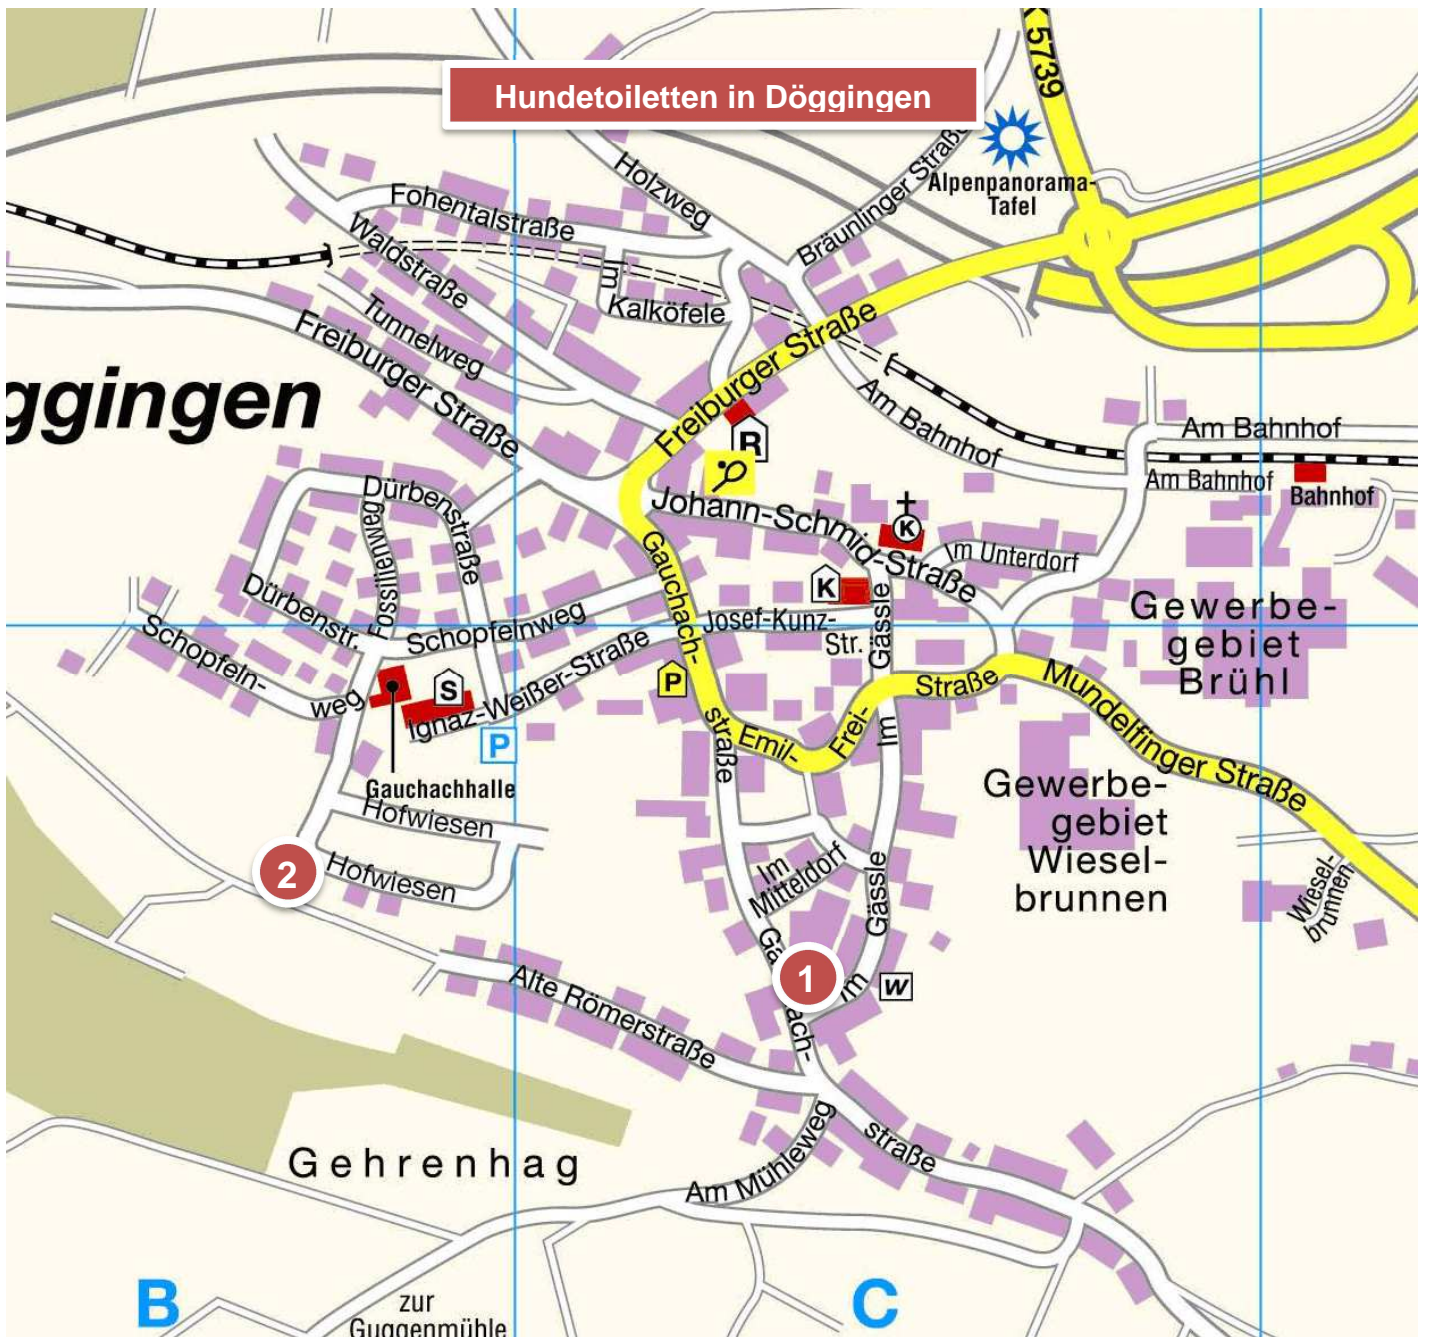 Hundetoiletten in Döggingen
K 5739
Alpenpanorama-
Tafel
Holzweg
Bräunlinger Straße
Fohentalstraße
Waldstraße
Im
Kalköfele
Tunnelweg
Freiburger Straße
Freiburger Straße
ggingen
R
Am Bahnhof
Am Bahnhof
Am Bahnhof
Bahnhof
Johann-Schmid-Straße
K
Im Unterdorf
Dürbenstraße
Fossilienweg
Dürbenstr.
Gauchach-
K
Josef-Kunz-
Str.
Gässle
Schopfelnweg
Schopfeln-
weg
Ignaz-Weißer-Straße
S
P
P
Gauchachhalle
straße
Emil-
Frei-
Straße
Im
Mundelfinger Straße
Gewerbe-
gebiet
Brühl
Gewerbe-
gebiet
Wiesel-
brunnen
Wiesel-
brunnen
Hofwiesen
Hofwiesen
2
Im
Mitteldorf
Gässle
Im
1
W
ach-
Alte Römerstraße
straße
Am Mühleweg
Gehrenhag
B
C
zur
Guggenmühle